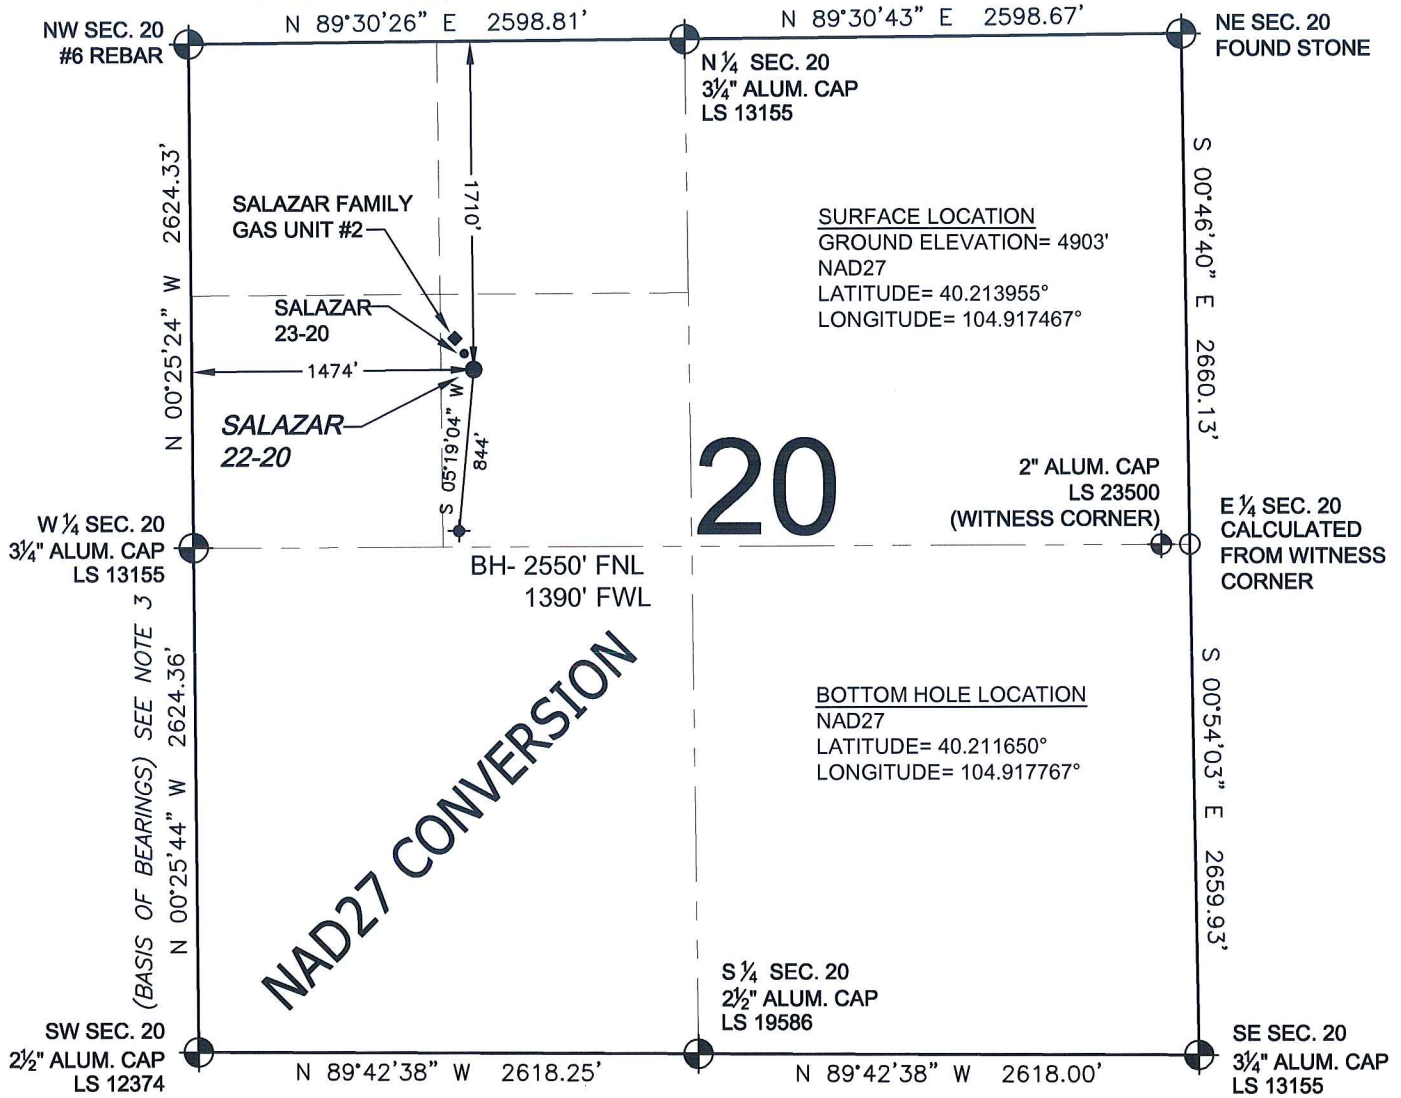 N 89°30'26" E 2598.81'
N 89°30'43" E 2598.67'
NW SEC. 20
#6 REBAR
NE SEC. 20
FOUND STONE
N ¼ SEC. 20
3¼" ALUM. CAP
LS 13155
N 00°25'24" W 2624.33'
S 00°46'40" E 2660.13'
1710'
SALAZAR FAMILY
GAS UNIT #2
SURFACE LOCATION
GROUND ELEVATION= 4903'
NAD27
LATITUDE= 40.213955°
LONGITUDE= 104.917467°
SALAZAR
23-20
1474'
SALAZAR
22-20
S 05°19'04" W
844'
20
2" ALUM. CAP
LS 23500
(WITNESS CORNER)
E ¼ SEC. 20
CALCULATED
FROM WITNESS
CORNER
W ¼ SEC. 20
3¼" ALUM. CAP
LS 13155
BH- 2550' FNL
1390' FWL
(BASIS OF BEARINGS) SEE NOTE 3
N 00°25'44" W 2624.36'
NAD27 CONVERSION
BOTTOM HOLE LOCATION
NAD27
LATITUDE= 40.211650°
LONGITUDE= 104.917767°
S 00°54'03" E 2659.93'
S ¼ SEC. 20
2½" ALUM. CAP
LS 19586
SW SEC. 20
2½" ALUM. CAP
LS 12374
SE SEC. 20
3¼" ALUM. CAP
LS 13155
N 89°42'38" W 2618.25'
N 89°42'38" W 2618.00'